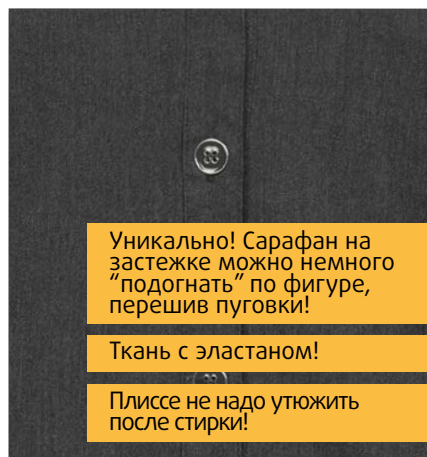 Уникально! Сарафан на
застежке можно немного
“подогнать” по фигуре,
перешив пуговки!
Ткань с эластаном!
Плиссе не надо утюжить
после стирки!